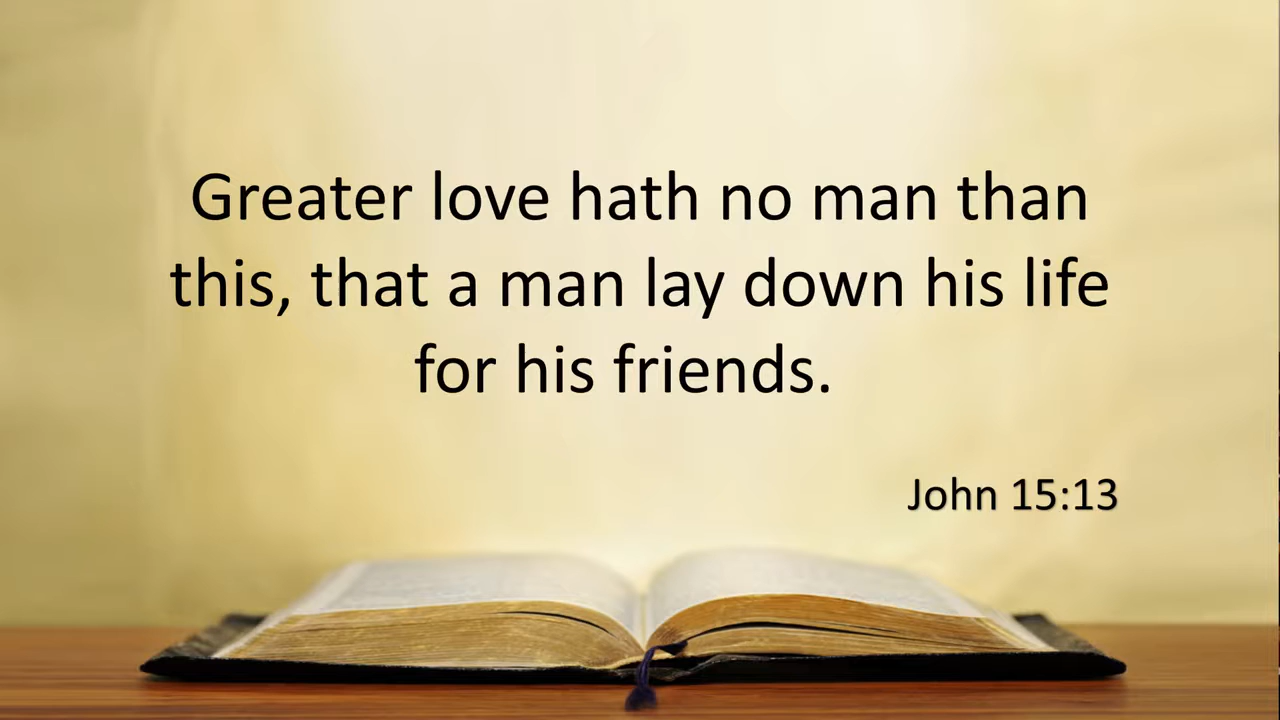 Greater love hath no man than
this, that a man lay down his life
for his friends.
John 15:13